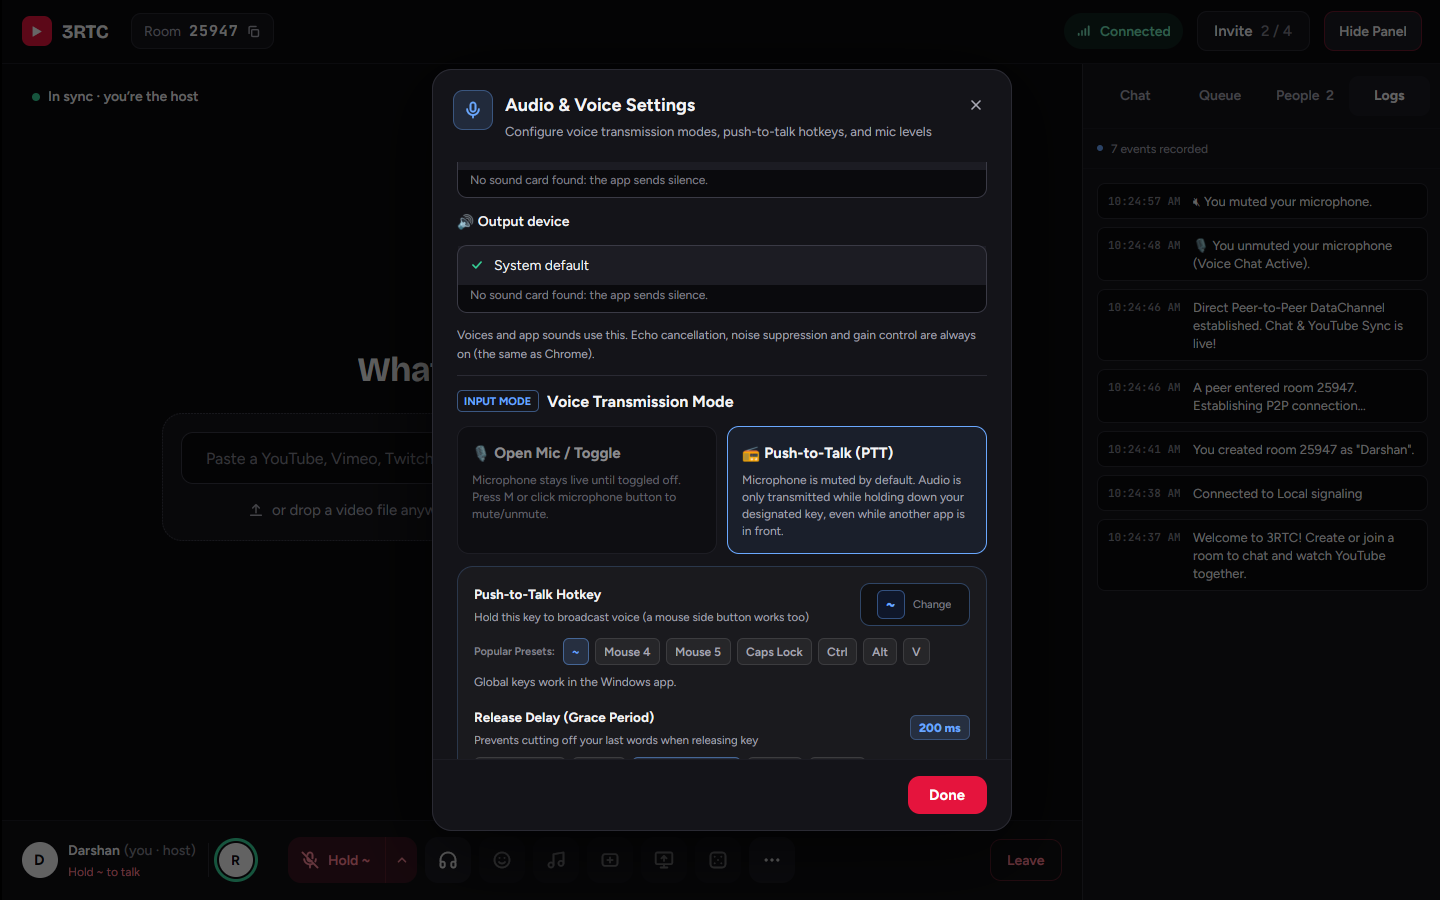 3RTC
Room 25947
Connected
Invite 2 / 4
Hide Panel
In sync · you're the host
Audio & Voice Settings
Configure voice transmission modes, push-to-talk hotkeys, and mic levels
No sound card found: the app sends silence.
Output device
System default
No sound card found: the app sends silence.
Voices and app sounds use this. Echo cancellation, noise suppression and gain control are always
on (the same as Chrome).
INPUT MODE Voice Transmission Mode
Open Mic / Toggle
Microphone stays live until toggled off.
Press M or click microphone button to
mute/unmute.
Push-to-Talk (PTT)
Microphone is muted by default. Audio is
only transmitted while holding down your
designated key, even while another app is
in front.
Push-to-Talk Hotkey
Hold this key to broadcast voice (a mouse side button works too)
~ Change
Popular Presets: ~ Mouse 4 Mouse 5 Caps Lock Ctrl Alt V
Global keys work in the Windows app.
Release Delay (Grace Period)
Prevents cutting off your last words when releasing key
200 ms
Done
What
Paste a YouTube, Vimeo, Twitch
or drop a video file anyw
Chat Queue People 2 Logs
7 events recorded
10:24:57 AM You muted your microphone.
10:24:48 AM You unmuted your microphone
(Voice Chat Active).
10:24:46 AM Direct Peer-to-Peer DataChannel
established. Chat & YouTube Sync is
live!
10:24:46 AM A peer entered room 25947.
Establishing P2P connection...
10:24:41 AM You created room 25947 as "Darshan".
10:24:38 AM Connected to Local signaling
10:24:37 AM Welcome to 3RTC! Create or join a
room to chat and watch YouTube
together.
D
Darshan (you · host)
Hold ~ to talk
R
Hold ~
Leave